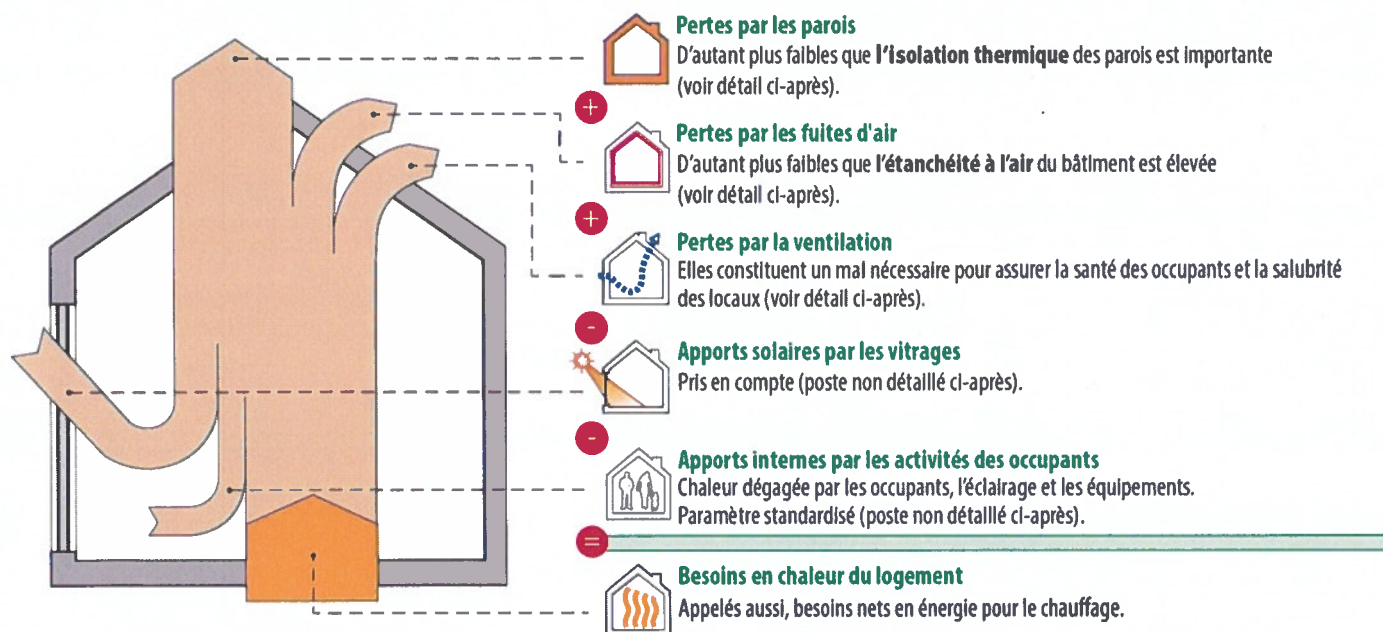 Pertes par les parois
D'autant plus faibles que l'isolation thermique des parois est importante
(voir détail ci-après).
+
Pertes par les fuites d'air
D'autant plus faibles que l'étanchéité à l'air du bâtiment est élevée
(voir détail ci-après).
+
Pertes par la ventilation
Elles constituent un mal nécessaire pour assurer la santé des occupants et la salubrité
des locaux (voir détail ci-après).
-
Apports solaires par les vitrages
Pris en compte (poste non détaillé ci-après).
-
Apports internes par les activités des occupants
Chaleur dégagée par les occupants, l'éclairage et les équipements.
Paramètre standardisé (poste non détaillé ci-après).
=
Besoins en chaleur du logement
Appelés aussi, besoins nets en énergie pour le chauffage.